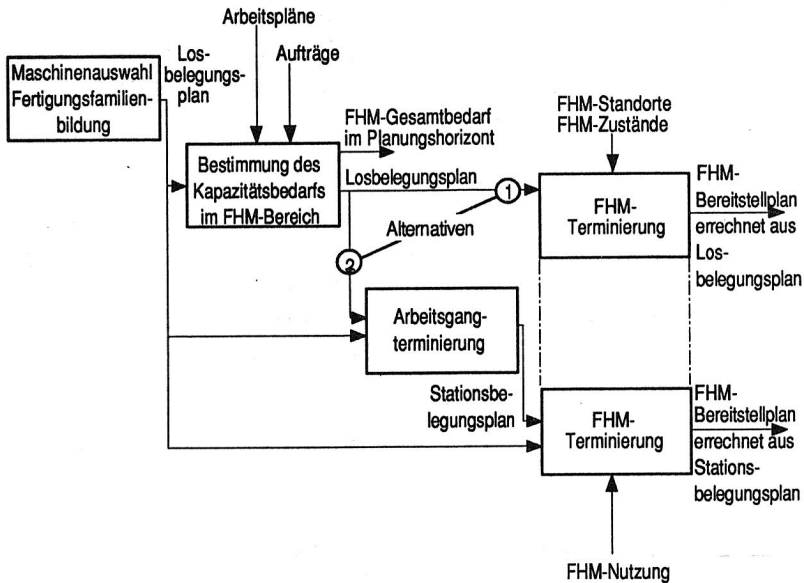 Arbeitspläne
Aufträge
Los-
belegungs-
plan
Maschinenauswahl
Fertigungsfamilien-
bildung
FHM-Gesamtbedarf
im Planungshorizont
Bestimmung des
Kapazitätsbedarfs
im FHM-Bereich
Losbelegungsplan
1
Alternativen
2
FHM-Standorte
FHM-Zustände
FHM-
Terminierung
FHM-
Bereitstellplan
errechnet aus
Los-
belegungsplan
Arbeitsgang-
terminierung
Stationsbe-
legungsplan
FHM-
Terminierung
FHM-
Bereitstellplan
errechnet aus
Stations-
belegungsplan
FHM-Nutzung